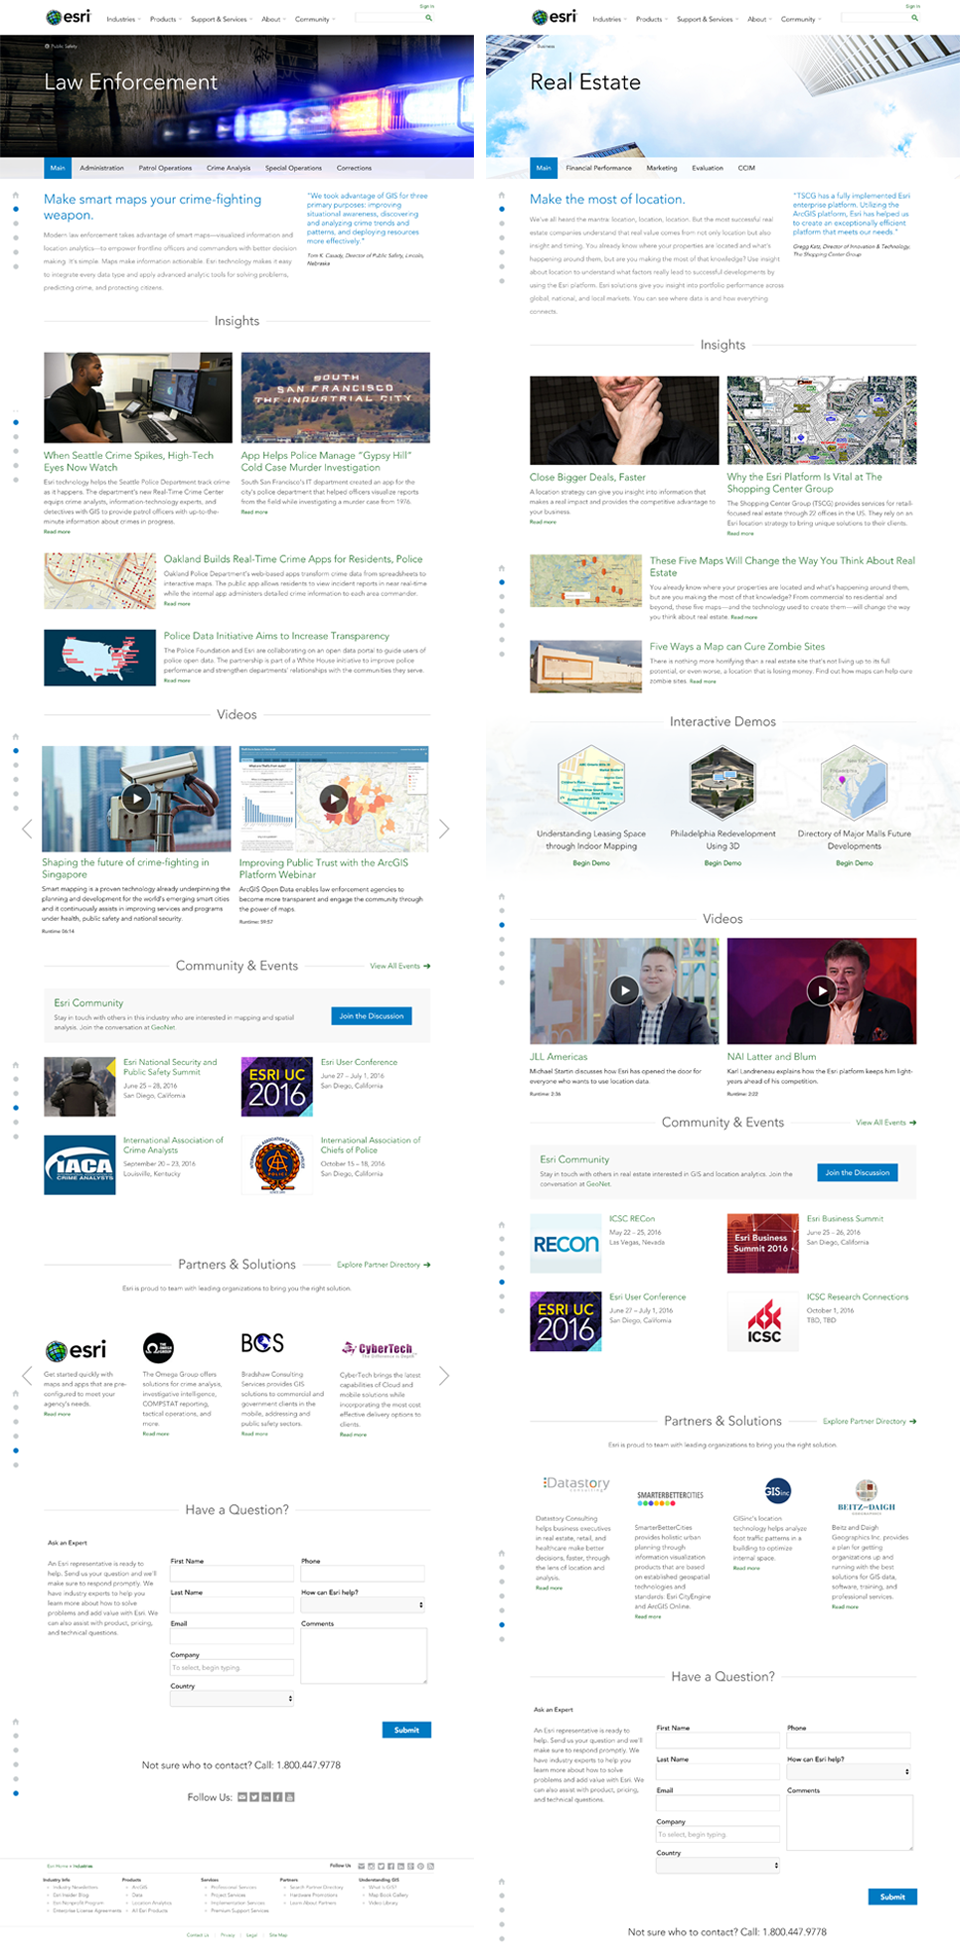 Sign In
esri
Industries
Products
Support & Services
About
Community
Public Safety
Law Enforcement
Main
Administration
Patrol Operations
Crime Analysis
Special Operations
Corrections
Make smart maps your crime-fighting
weapon.
Modern law enforcement takes advantage of smart maps—visualized information and
location analytics—to empower frontline officers and commanders with better decision
making. It's simple. Maps make information actionable. Esri technology makes it easy
to integrate every data type and apply advanced analytic tools for solving problems,
predicting crime, and protecting citizens.
"We took advantage of GIS for three
primary purposes: improving
situational awareness, discovering
and analyzing crime trends and
patterns, and deploying resources
more effectively."
Tom K. Casady, Director of Public Safety, Lincoln,
Nebraska
Insights
SOUTH
SAN FRANCISCO
THE INDUSTRIAL CITY
When Seattle Crime Spikes, High-Tech
Eyes Now Watch
Esri technology helps the Seattle Police Department track crime
as it happens. The department's new Real-Time Crime Center
equips crime analysts, information-technology experts, and
detectives with GIS to provide patrol officers with up-to-the-
minute information about crimes in progress.
Read more
App Helps Police Manage "Gypsy Hill"
Cold Case Murder Investigation
South San Francisco's IT department created an app for the
city's police department that helped officers visualize reports
from the field while investigating a murder case from 1976.
Read more
Oakland Builds Real-Time Crime Apps for Residents, Police
Oakland Police Department's web-based apps transform crime data from spreadsheets to
interactive maps. The public app allows residents to view incident reports in near real-time
while the internal app administers detailed crime information to each area commander.
Read more
Police Data Initiative Aims to Increase Transparency
The Police Foundation and Esri are collaborating on an open data portal to guide users of
police open data. The partnership is part of a White House initiative to improve police
performance and strengthen departments' relationships with the communities they serve.
Read more
Videos
Shaping the future of crime-fighting in
Singapore
Smart mapping is a proven technology already underpinning the
planning and development for the world's emerging smart cities
and it continuously assists in improving services and programs
under health, public safety and national security.
Runtime 06:14
Improving Public Trust with the ArcGIS
Platform Webinar
ArcGIS Open Data enables law enforcement agencies to
become more transparent and engage the community through
the power of maps.
Runtime: 59:57
Community & Events
View All Events
Esri Community
Stay in touch with others in this industry who are interested in mapping and spatial
analysis. Join the conversation at GeoNet.
Join the Discussion
Esri National Security and
Public Safety Summit
June 25 – 28, 2016
San Diego, California
ESRI UC
2016
Esri User Conference
June 27 – July 1, 2016
San Diego, California
IACA
CRIME ANALYSTS
International Association of
Crime Analysts
September 20 – 23, 2016
Louisville, Kentucky
International Association of
Chiefs of Police
October 15 – 18, 2016
San Diego, California
Partners & Solutions
Explore Partner Directory
Esri is proud to team with leading organizations to bring you the right solution.
esri
Get started quickly with
maps and apps that are pre-
configured to meet your
agency's needs.
Read more
THE OMEGA GROUP
The Omega Group offers
solutions for crime analysis,
investigative intelligence,
COMPSTAT reporting,
tactical operations, and
more.
Read more
BCS
Bradshaw Consulting
Services provides GIS
solutions to commercial and
government clients in the
mobile, addressing and
public safety sectors.
Read more
CyberTech
CyberTech brings the latest
capabilities of Cloud and
mobile solutions while
incorporating the most cost
effective delivery options to
clients.
Read more
Have a Question?
Ask an Expert
An Esri representative is ready to
help. Send us your question and we'll
make sure to respond promptly. We
have industry experts to help you
learn more about how to solve
problems and add value with Esri. We
can also assist with product, pricing,
and technical questions.
First Name
Phone
Last Name
How can Esri help?
Email
Comments
Company
To select, begin typing.
Country
Submit
Not sure who to contact? Call: 1.800.447.9778
Follow Us:
Esri Home > Industries
Follow Us
Industry Info
Industry Newsletters
Esri Insider Blog
Esri Nonprofit Program
Enterprise License Agreements
Products
ArcGIS
Data
Location Analytics
All Esri Products
Services
Professional Services
Project Services
Implementation Services
Premium Support Services
Partners
Search Partner Directory
Hardware Promotions
Learn About Partners
Understanding GIS
What is GIS?
Map Book Gallery
Video Library
Contact us
Privacy
Legal
Site Map
Sign In
esri
Industries
Products
Support & Services
About
Community
Business
Real Estate
Main
Financial Performance
Marketing
Evaluation
CCIM
Make the most of location.
We've all heard the mantra: location, location, location. But the most successful real
estate companies understand that real value comes from not only location but also
insight and timing. You already know where your properties are located and what's
happening around them, but are you making the most of that knowledge? Use insight
about location to understand what factors really lead to successful developments by
using the Esri platform. Esri solutions give you insight into portfolio performance across
global, national, and local markets. You can see where data is and how everything
connects.
"TSCG has a fully implemented Esri
enterprise platform. Utilizing the
ArcGIS platform, Esri has helped us
to create an exceptionally efficient
platform that meets our needs."
Gregg Katz, Director of Innovation & Technology,
The Shopping Center Group
Insights
Close Bigger Deals, Faster
A location strategy can give you insight into information that
makes a real impact and provides the competitive advantage to
your business.
Read more
Why the Esri Platform Is Vital at The
Shopping Center Group
The Shopping Center Group (TSCG) provides services for retail-
focused real estate through 22 offices in the US. They rely on an
Esri location strategy to bring unique solutions to their clients.
Read more
These Five Maps Will Change the Way You Think About Real
Estate
You already know where your properties are located and what's happening around them,
but are you making the most of that knowledge? From commercial to residential and
beyond, these five maps—and the technology used to create them—will change the way
you think about real estate. Read more
Five Ways a Map can Cure Zombie Sites
There is nothing more horrifying than a real estate site that's not living up to its full
potential, or even worse, a location that is losing money. Find out how maps can help cure
zombie sites. Read more
Interactive Demos
Understanding Leasing Space
through Indoor Mapping
Begin Demo
Philadelphia Redevelopment
Using 3D
Begin Demo
Directory of Major Malls Future
Developments
Begin Demo
Videos
JLL Americas
Michael Startin discusses how Esri has opened the door for
everyone who wants to use location data.
Runtime: 3:36
NAI Latter and Blum
Karl Landreneau explains how the Esri platform keeps him light-
years ahead of his competition.
Runtime: 2:22
Community & Events
View All Events
Esri Community
Stay in touch with others in real estate interested in GIS and location analytics. Join the
conversation at GeoNet.
Join the Discussion
RECON
ICSC RECon
May 22 – 25, 2016
Las Vegas, Nevada
Esri Business
Summit 2016
Esri Business Summit
June 25 – 26, 2016
San Diego, California
ESRI UC
2016
Esri User Conference
June 27 – July 1, 2016
San Diego, California
ICSC
ICSC Research Connections
October 1, 2016
TBD, TBD
Partners & Solutions
Explore Partner Directory
Esri is proud to team with leading organizations to bring you the right solution.
Datastory
consulting
Datastory Consulting
helps business executives
in real estate, retail, and
healthcare make better
decisions, faster, through
the lens of location and
analysis.
Read more
SMARTERBETTERCITIES
SmarterBetterCities
provides holistic urban
planning through
information visualization
products that are based
on established geospatial
technologies and
standards: Esri CityEngine
and ArcGIS Online.
Read more
GISinc
GISinc's location
technology helps analyze
foot traffic patterns in a
building to optimize
internal space.
Read more
BEITZ AND DAIGH
GEOGRAPHICS
Beitz and Daigh
Geographics Inc. provides
a plan for getting
organizations up and
running with the best
solutions for GIS data,
software, training, and
professional services.
Read more
Have a Question?
Ask an Expert
An Esri representative is ready to
help. Send us your question and we'll
make sure to respond promptly. We
have industry experts to help you
learn more about how to solve
problems and add value with Esri. We
can also assist with product, pricing,
and technical questions.
First Name
Phone
Last Name
How can Esri help?
Email
Comments
Company
To select, begin typing.
Country
Submit
Not sure who to contact? Call: 1.800.447.9778